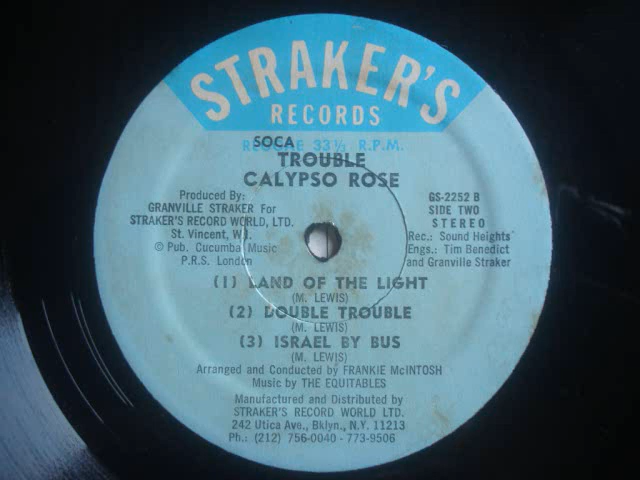 STRAKER'S
RECORDS
REGGAE 33⅓ R.P.M.
SOCA
TROUBLE
CALYPSO ROSE
Produced By:
GRANVILLE STRAKER For
STRAKER'S RECORD WORLD, LTD.
St. Vincent, W.I.
© Pub. Cucumba Music
P.R.S. London
GS-2252 B
SIDE TWO
STEREO
Rec.: Sound Heights
Engs.: Tim Benedict
and Granville Straker
(1) LAND OF THE LIGHT
(M. LEWIS)
(2) DOUBLE TROUBLE
(M. LEWIS)
(3) ISRAEL BY BUS
(M. LEWIS)
Arranged and Conducted by FRANKIE McINTOSH
Music by THE EQUITABLES
Manufactured and Distributed by
STRAKER'S RECORD WORLD LTD.
242 Utica Ave., Bklyn., N.Y. 11213
Ph.: (212) 756-0040 - 773-9506